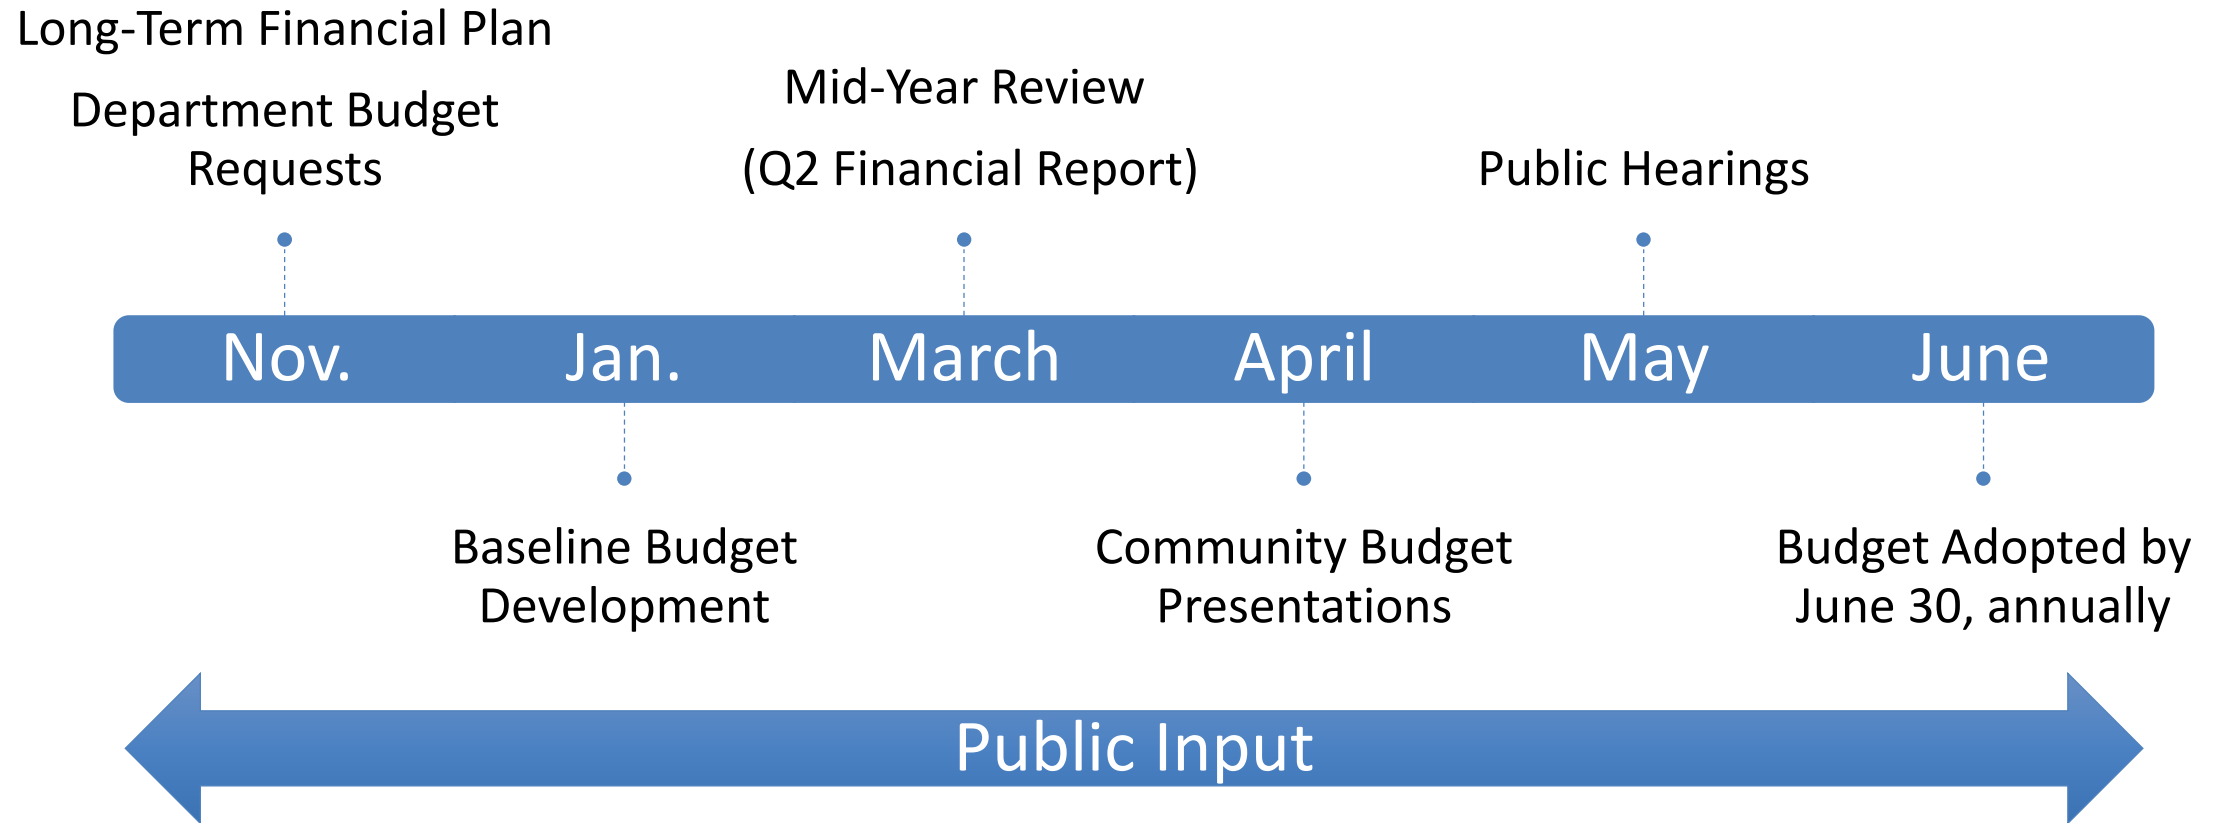 Long-Term Financial Plan
Department Budget
Requests
Mid-Year Review
(Q2 Financial Report)
Public Hearings
Nov.
Jan.
March
April
May
June
Baseline Budget
Development
Community Budget
Presentations
Budget Adopted by
June 30, annually
Public Input